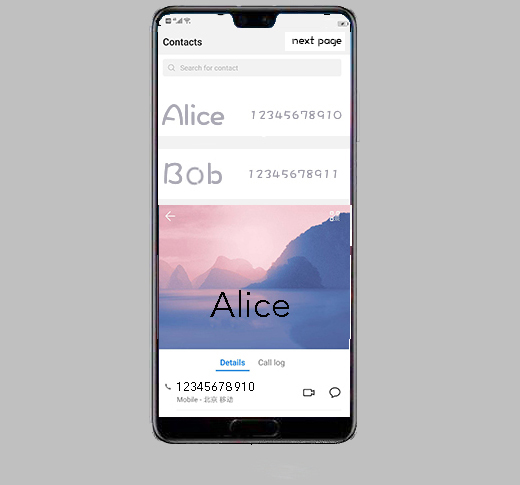 Contacts next page
Search for contact
Alice 12345678910
Bob 12345678911
Alice
Details Call log
12345678910
Mobile - 北京 移动